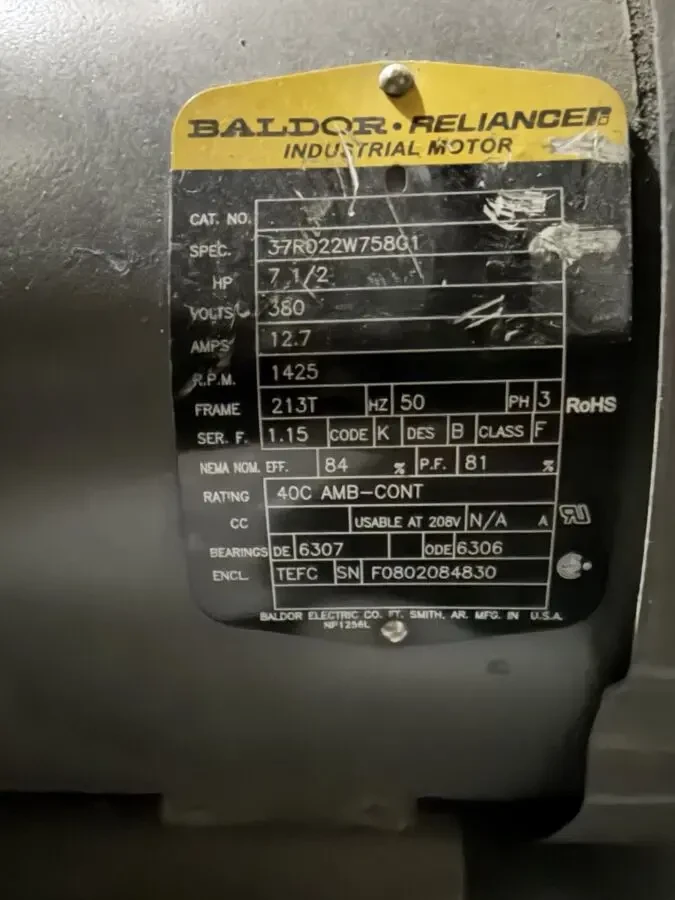 BALDOR • RELIANCER
INDUSTRIAL MOTOR
CAT. NO.
SPEC. 37R022W758G1
HP 7 1/2
VOLTS 380
AMPS 12.7
R.P.M. 1425
FRAME 213T HZ 50 PH 3 RoHS
SER. F. 1.15 CODE K DES B CLASS F
NEMA NOM. EFF. 84 % P.F. 81 %
RATING 40C AMB-CONT
CC USABLE AT 208V N/A A
BEARINGS DE 6307 ODE 6306
ENCL. TEFC SN F0802084830
BALDOR ELECTRIC CO. FT. SMITH, AR. MFG. IN U.S.A.
NP1256L